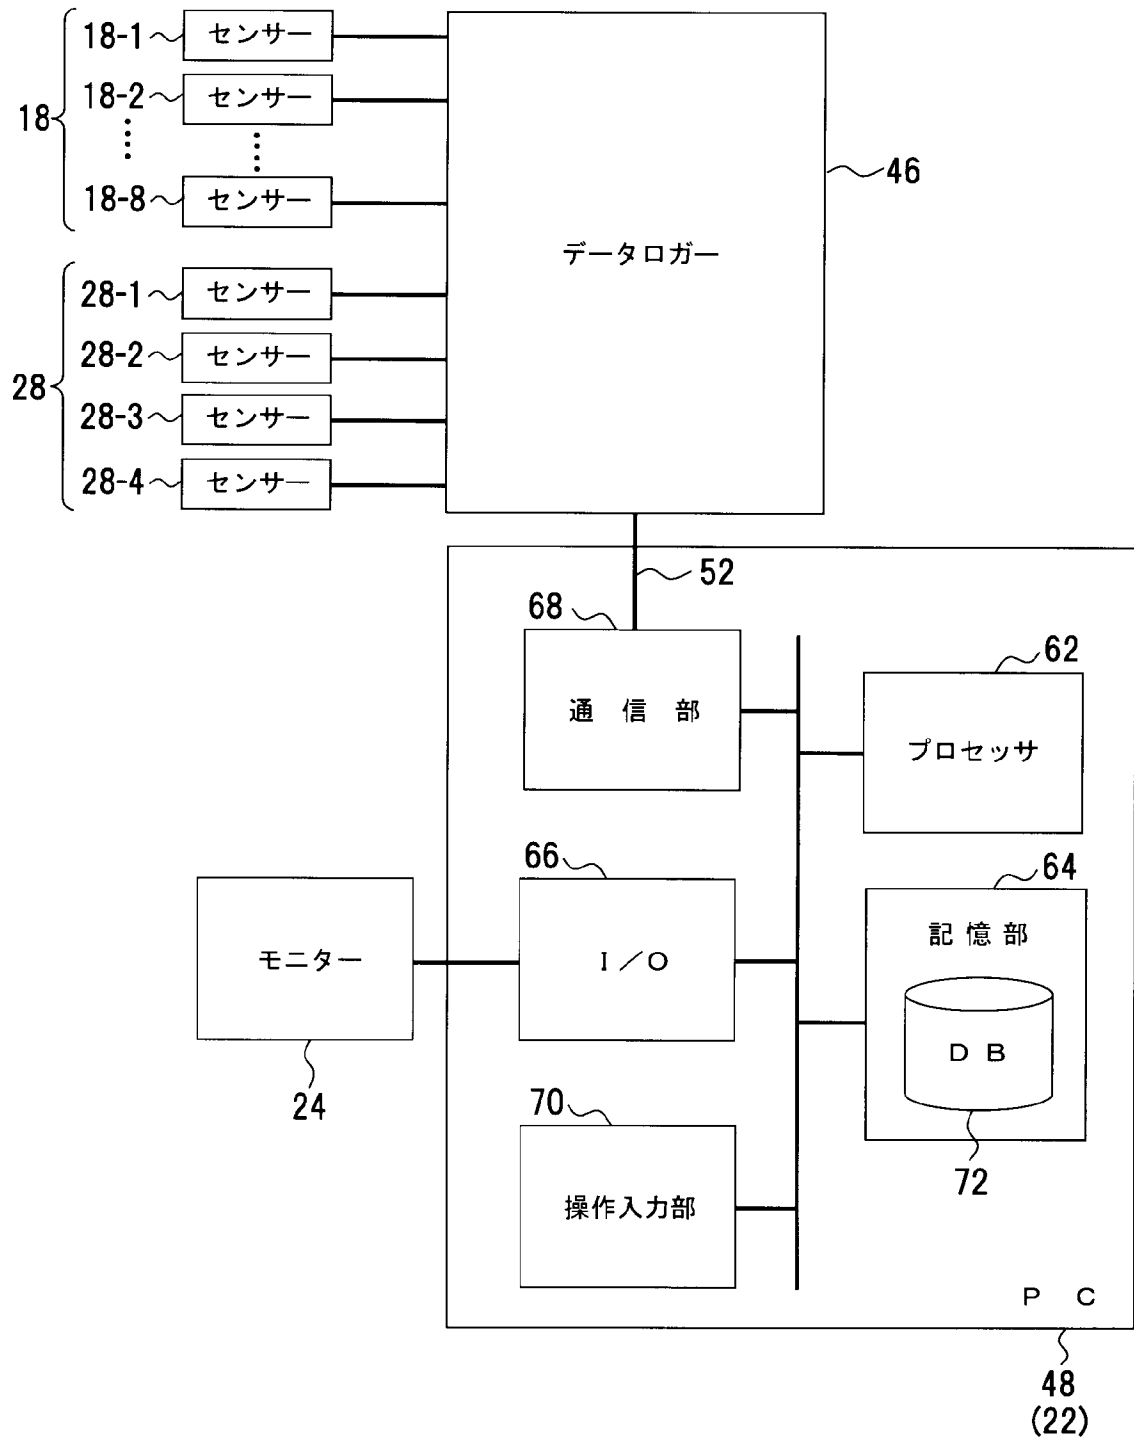 18
18-1
センサー
18-2
センサー
18-8
センサー
28
28-1
センサー
28-2
センサー
28-3
センサー
28-4
センサー
データロガー
46
52
68
通信部
62
プロセッサ
66
I/O
64
記憶部
DB
72
モニター
24
70
操作入力部
PC
48
(22)